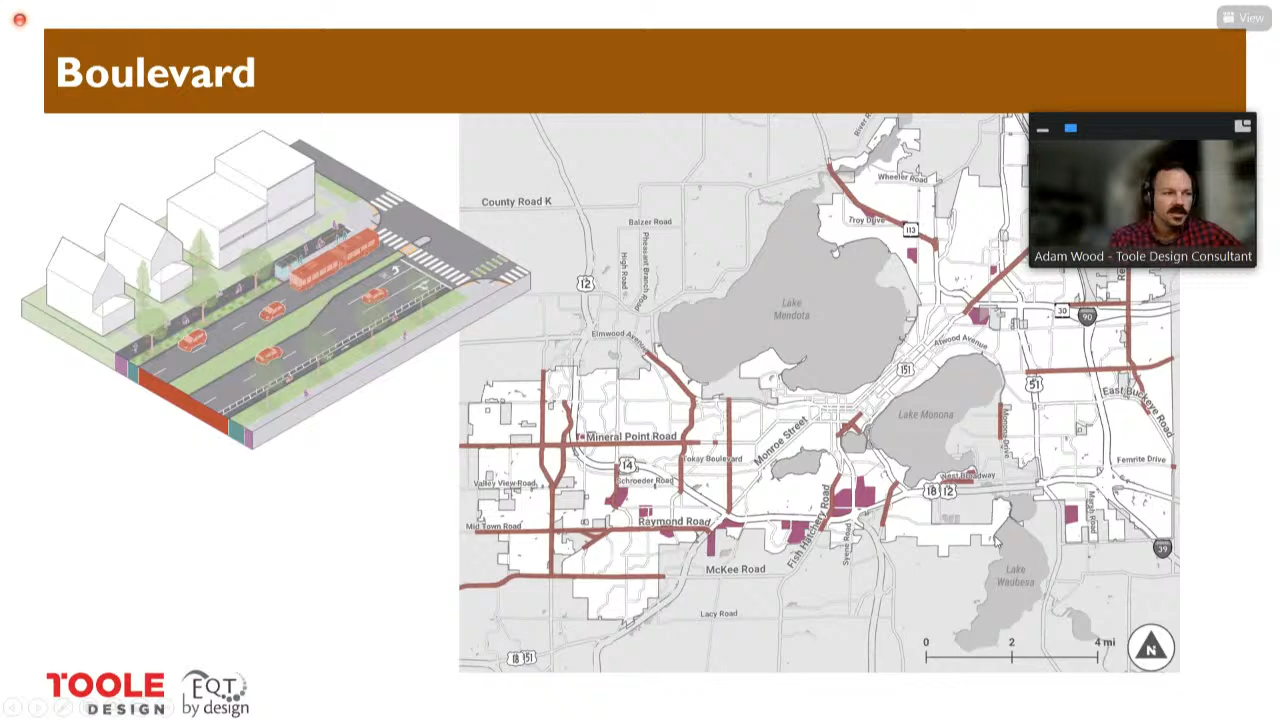 View
Boulevard
River R
Wheeler Road
County Road K
Troy Drive
113
Balzer Road
High Road
Pheasant Branch Road
Adam Wood - Toole Design Consultant
12
Lake
Mendota
30
90
Elmwood Avenue
Atwood Avenue
151
51
Lake Monona
East Buckeye Road
Monona Drive
Mineral Point Road
Monroe Street
Tokay Boulevard
14
Schroeder Road
Valley View Road
Femrite Drive
West Broadway
18 12
Mid Town Road
Raymond Road
Fish Hatchery Road
Syene Road
Marsh Road
39
McKee Road
Lake
Waubesa
Lacy Road
0 2 4 mi
N
18 151
TOOLE
DESIGN
EQT
by design